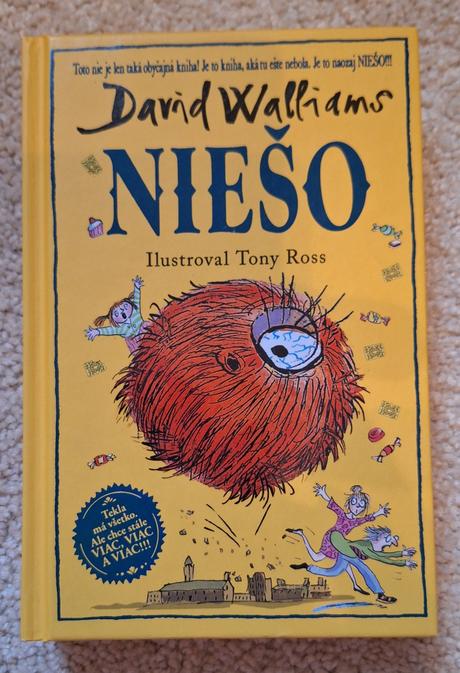 Toto nie je len taká obyčajná kniha! Je to kniha, aká tu ešte nebola. Je to naozaj NIEŠO!!!
David Walliams
NIEŠO
Ilustroval Tony Ross
Tekla
má všetko.
Ale chce stále
VIAC, VIAC
A VIAC!!!